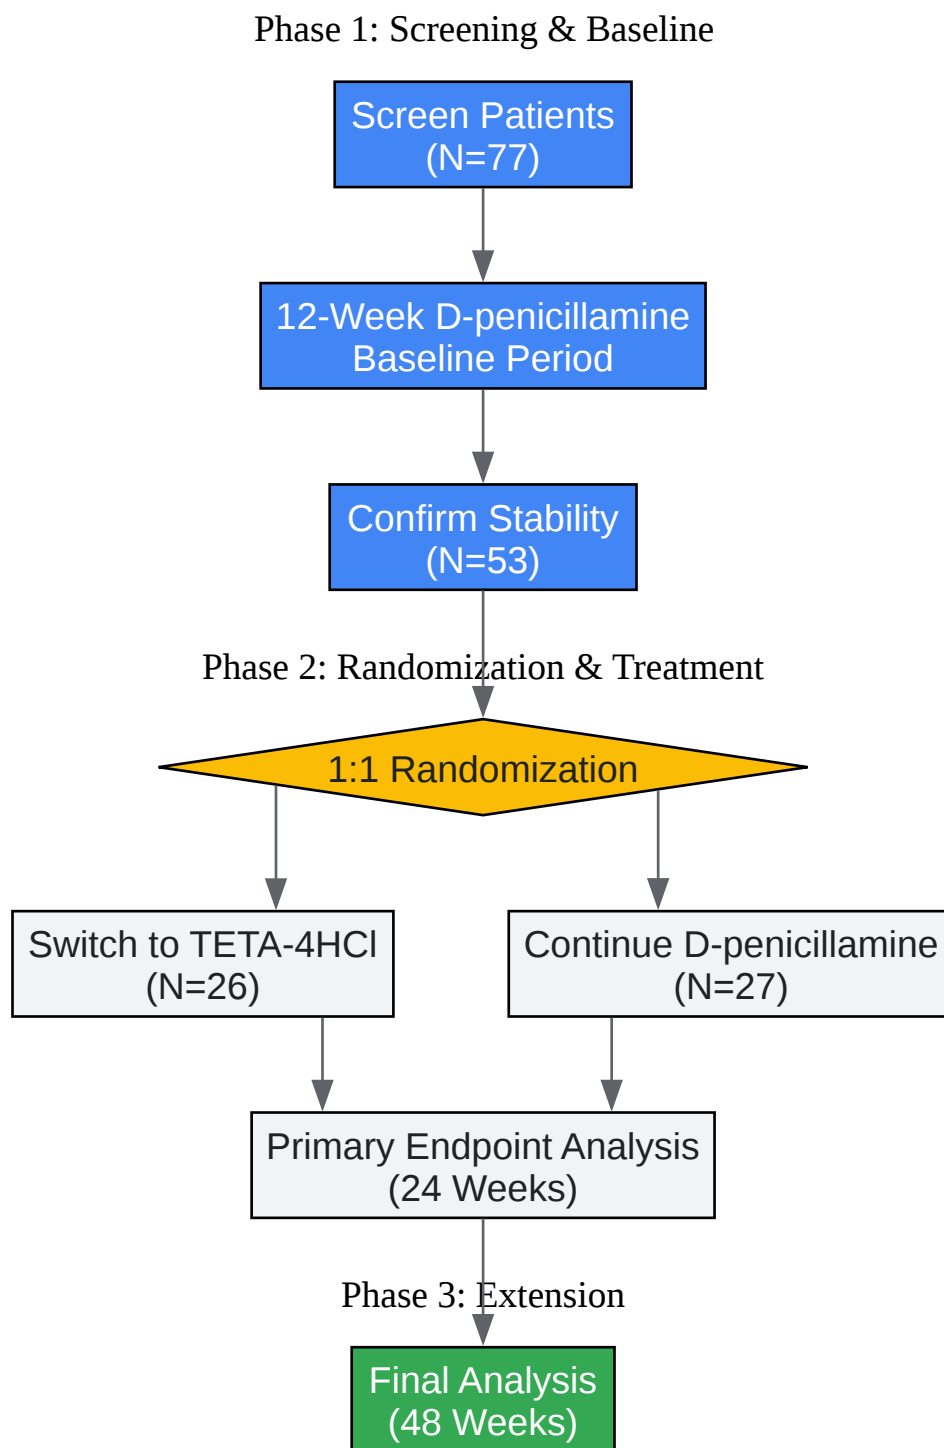 Phase 1: Screening & Baseline
Screen Patients
(N=77)
12-Week D-penicillamine
Baseline Period
Confirm Stability
(N=53)
Phase 2: Randomization & Treatment
1:1 Randomization
Switch to TETA-4HCl
(N=26)
Continue D-penicillamine
(N=27)
Primary Endpoint Analysis
(24 Weeks)
Phase 3: Extension
Final Analysis
(48 Weeks)